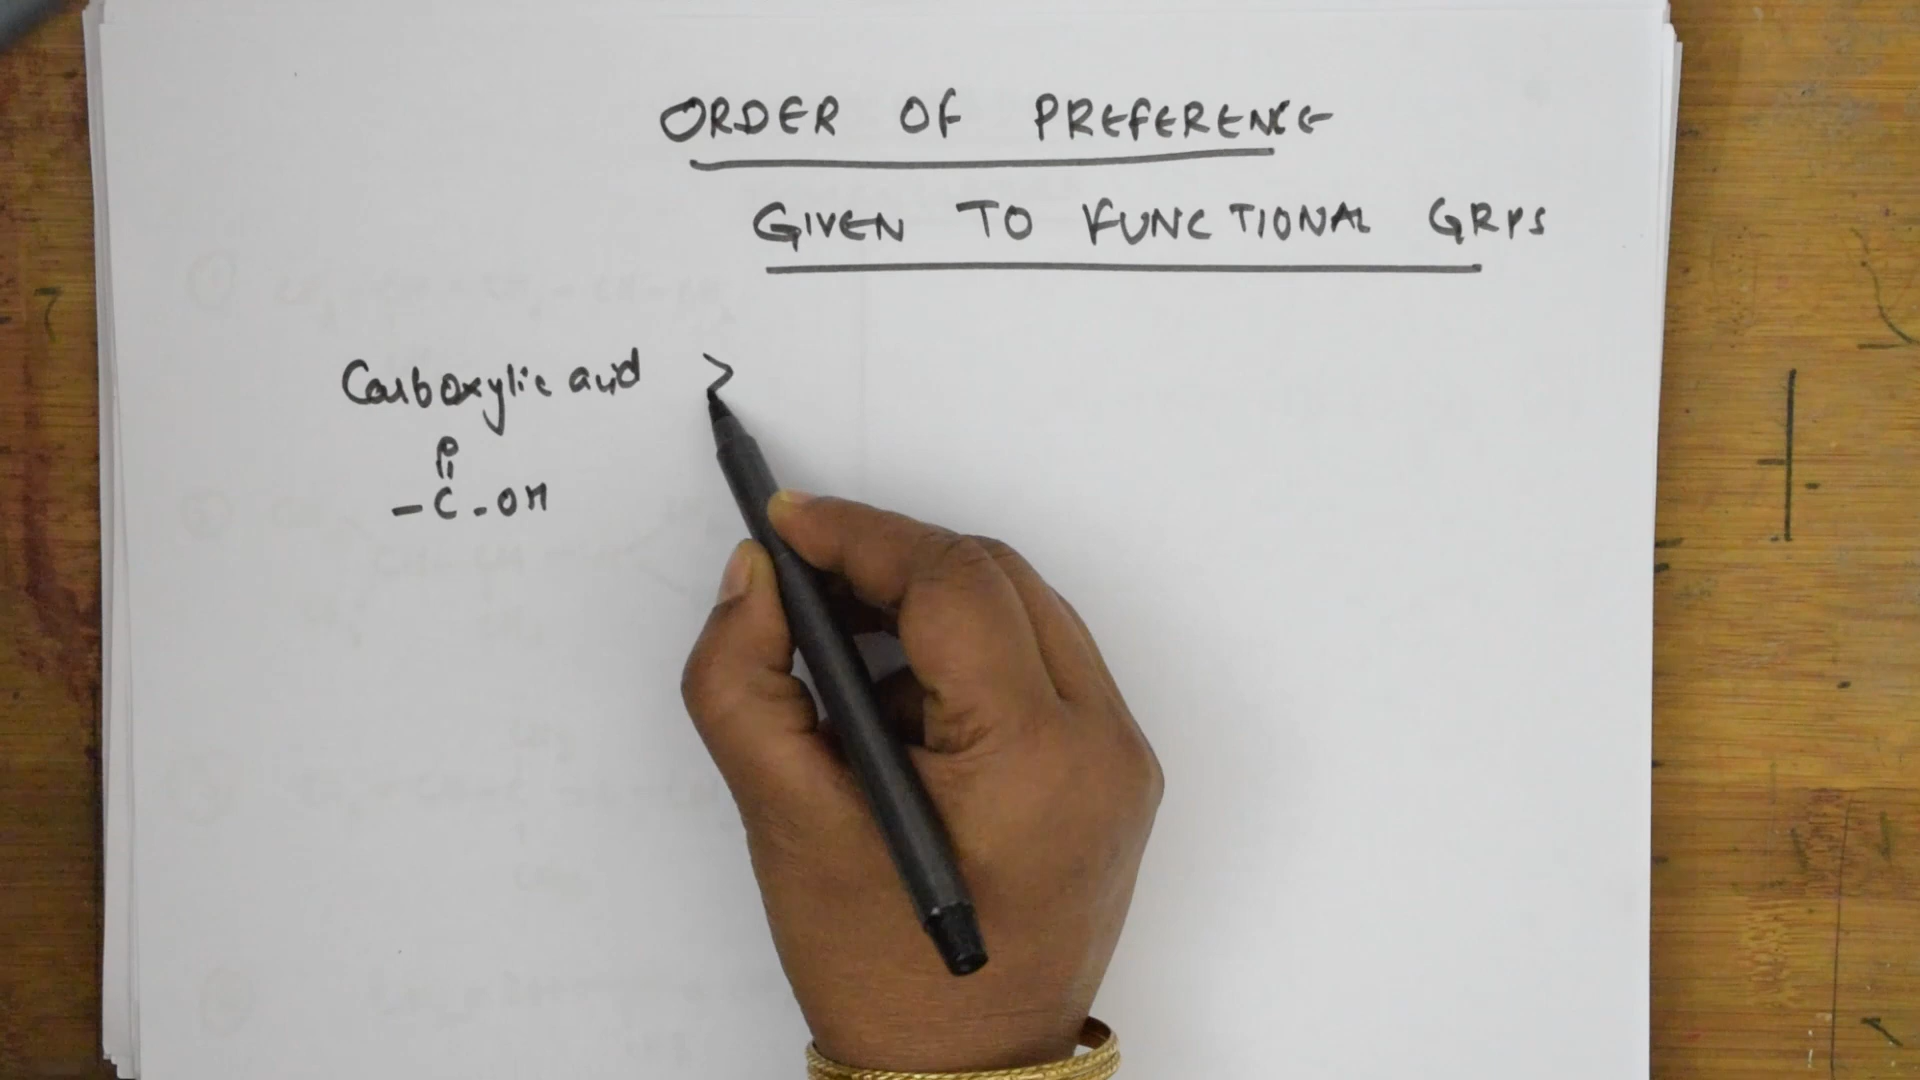 ORDER OF PREFERENCE
GIVEN TO FUNCTIONAL GRPS
Carboxylic acid >
O
||
-C-OH